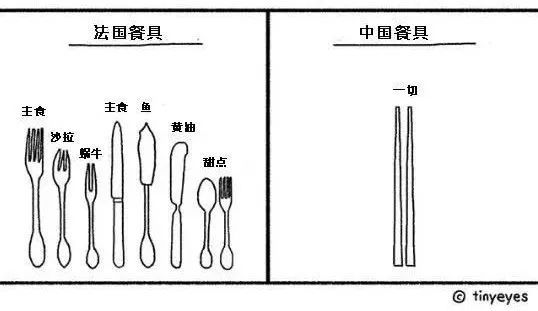 法国餐具
中国餐具
主食
沙拉
蜗牛
主食
鱼
黄油
甜点
一切
© tinyeyes